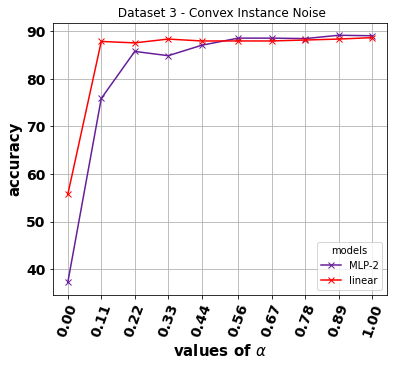 Dataset 3 - Convex Instance Noise
accuracy
90
80
70
60
50
40
models
MLP-2
linear
0.00 0.11 0.22 0.33 0.44 0.56 0.67 0.78 0.89 1.00
values of α